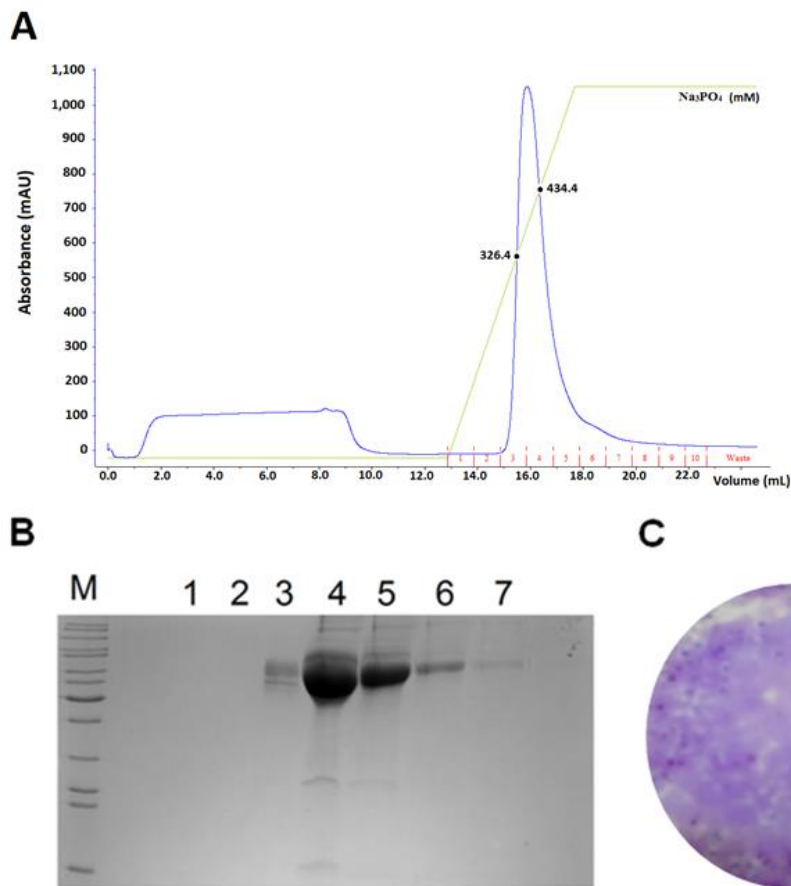 A
Absorbance (mAU)
1,100
1,000
900
800
700
600
500
400
300
200
100
0
Na₃PO₄ (mM)
434.4
326.4
1 2 3 4 5 6 7 8 9 10 Waste
0.0 2.0 4.0 6.0 8.0 10.0 12.0 14.0 16.0 18.0 20.0 22.0
Volume (mL)
B
C
M 1 2 3 4 5 6 7